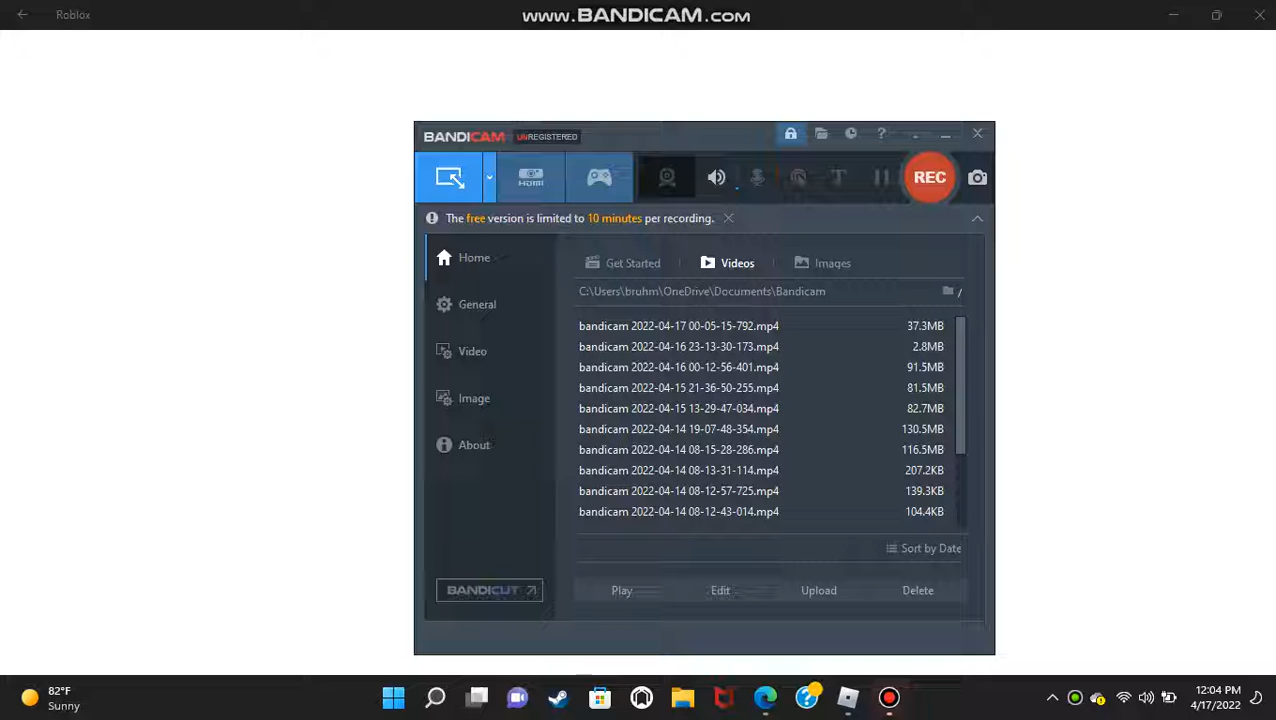 Roblox
www.BANDICAM.com
BANDICAM UNREGISTERED
HDMI
REC
The free version is limited to 10 minutes per recording.
Home
General
Video
Image
About
BANDICUT
Get Started
Videos
Images
C:\Users\bruhm\OneDrive\Documents\Bandicam
bandicam 2022-04-17 00-05-15-792.mp4 37.3MB
bandicam 2022-04-16 23-13-30-173.mp4 2.8MB
bandicam 2022-04-16 00-12-56-401.mp4 91.5MB
bandicam 2022-04-15 21-36-50-255.mp4 81.5MB
bandicam 2022-04-15 13-29-47-034.mp4 82.7MB
bandicam 2022-04-14 19-07-48-354.mp4 130.5MB
bandicam 2022-04-14 08-15-28-286.mp4 116.5MB
bandicam 2022-04-14 08-13-31-114.mp4 207.2KB
bandicam 2022-04-14 08-12-57-725.mp4 139.3KB
bandicam 2022-04-14 08-12-43-014.mp4 104.4KB
Sort by Date
Play Edit Upload Delete
82°F
Sunny
12:04 PM
4/17/2022